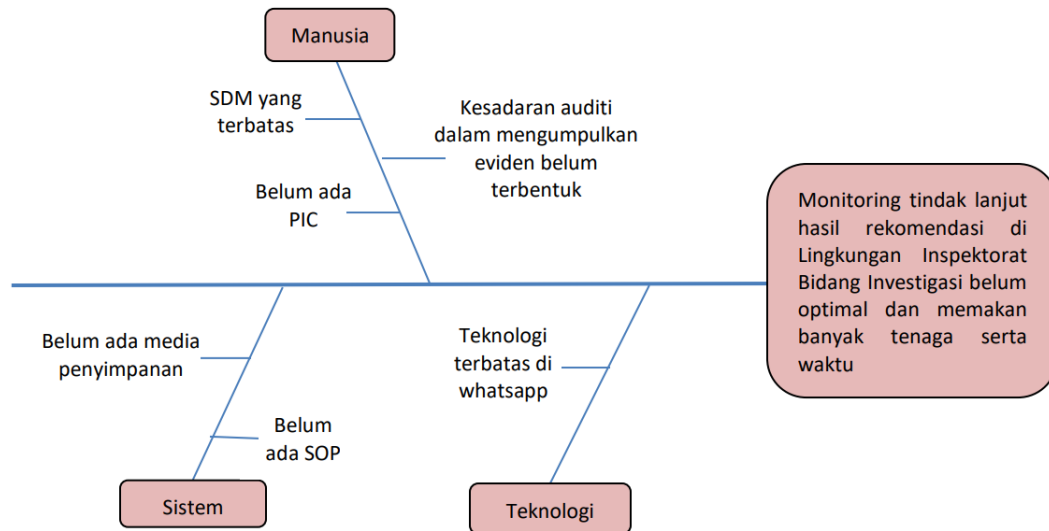 Manusia
SDM yang
terbatas
Kesadaran auditi
dalam mengumpulkan
eviden belum
terbentuk
Belum ada
PIC
Monitoring tindak lanjut
hasil rekomendasi di
Lingkungan Inspektorat
Bidang Investigasi belum
optimal dan memakan
banyak tenaga serta
waktu
Belum ada media
penyimpanan
Belum
ada SOP
Teknologi
terbatas di
whatsapp
Sistem
Teknologi